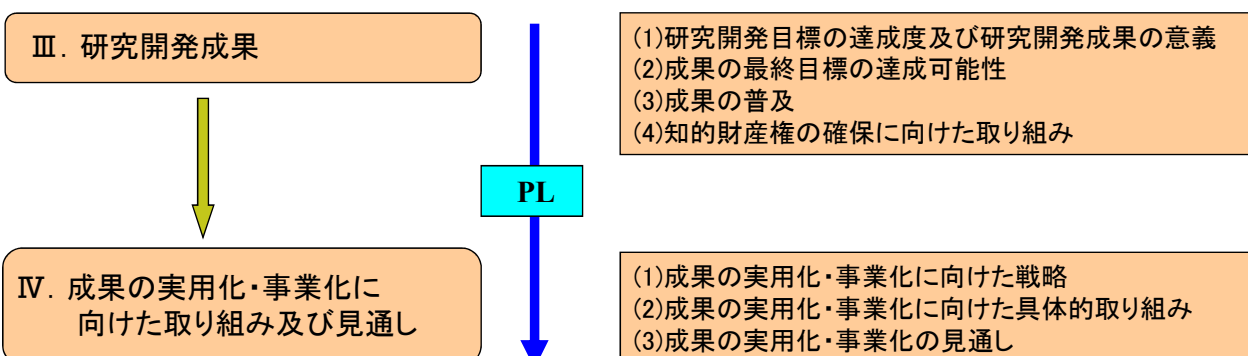 Ⅲ. 研究開発成果
(1)研究開発目標の達成度及び研究開発成果の意義
(2)成果の最終目標の達成可能性
(3)成果の普及
(4)知的財産権の確保に向けた取り組み
PL
Ⅳ. 成果の実用化・事業化に
向けた取り組み及び見通し
(1)成果の実用化・事業化に向けた戦略
(2)成果の実用化・事業化に向けた具体的取り組み
(3)成果の実用化・事業化の見通し